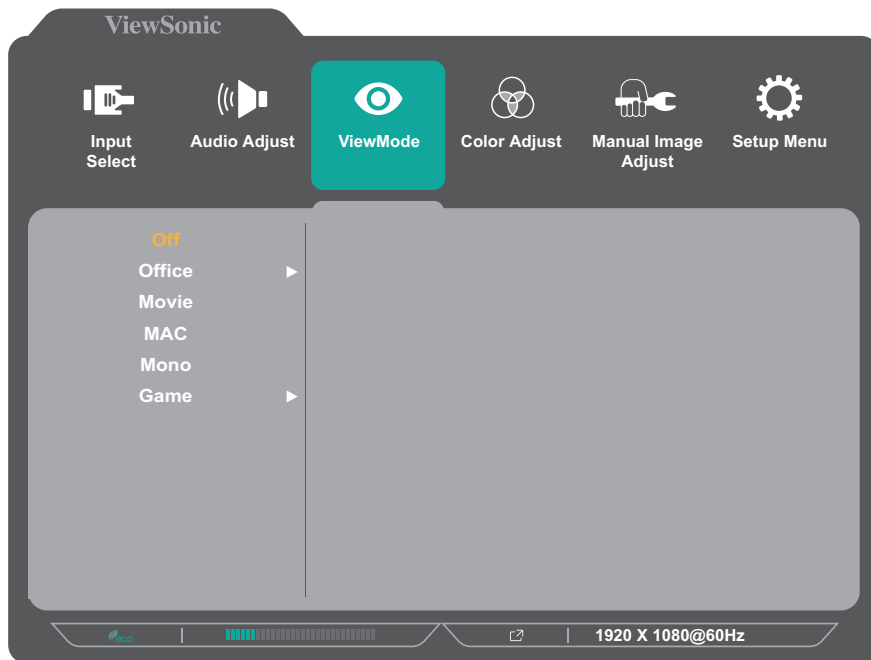 ViewSonic
Input
Select
Audio Adjust
ViewMode
Color Adjust
Manual Image
Adjust
Setup Menu
Off
Office
Movie
MAC
Mono
Game
eco
1920 X 1080@60Hz